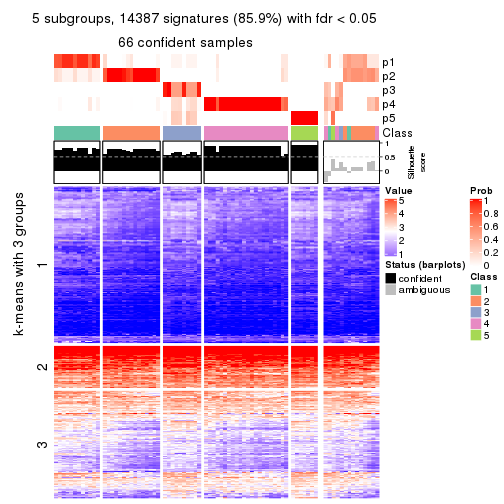 5 subgroups, 14387 signatures (85.9%) with fdr < 0.05
66 confident samples
p1
p2
p3
p4
p5
Class
1
0.5
0
Silhouette
score
k-means with 3 groups
1
2
3
Value
5
4
3
2
1
Status (barplots)
confident
ambiguous
Prob
1
0.8
0.6
0.4
0.2
0
Class
1
2
3
4
5